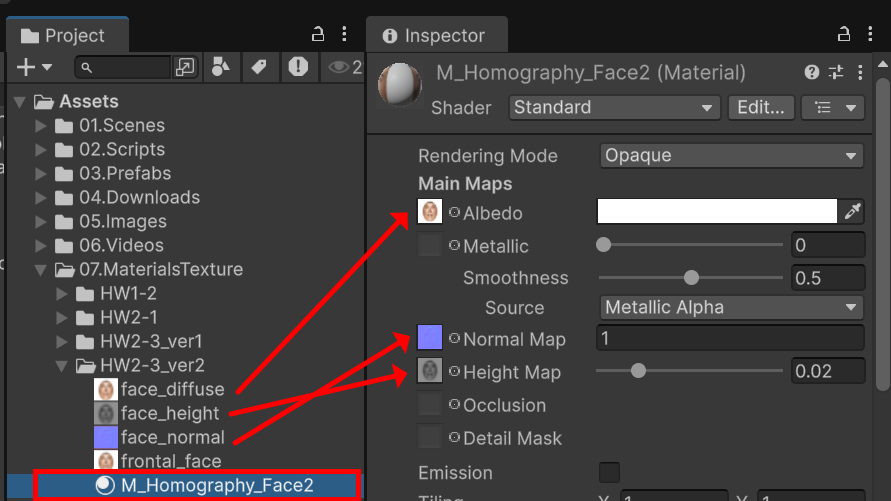 Project
2
Assets
01.Scenes
02.Scripts
03.Prefabs
04.Downloads
05.Images
06.Videos
07.MaterialsTexture
HW1-2
HW2-1
HW2-3_ver1
HW2-3_ver2
face_diffuse
face_height
face_normal
frontal_face
M_Homography_Face2
Inspector
M_Homography_Face2 (Material)
Shader Standard Edit...
Rendering Mode Opaque
Main Maps
Albedo
Metallic 0
Smoothness 0.5
Source Metallic Alpha
Normal Map 1
Height Map 0.02
Occlusion
Detail Mask
Emission
Tiling X 1 Y 1